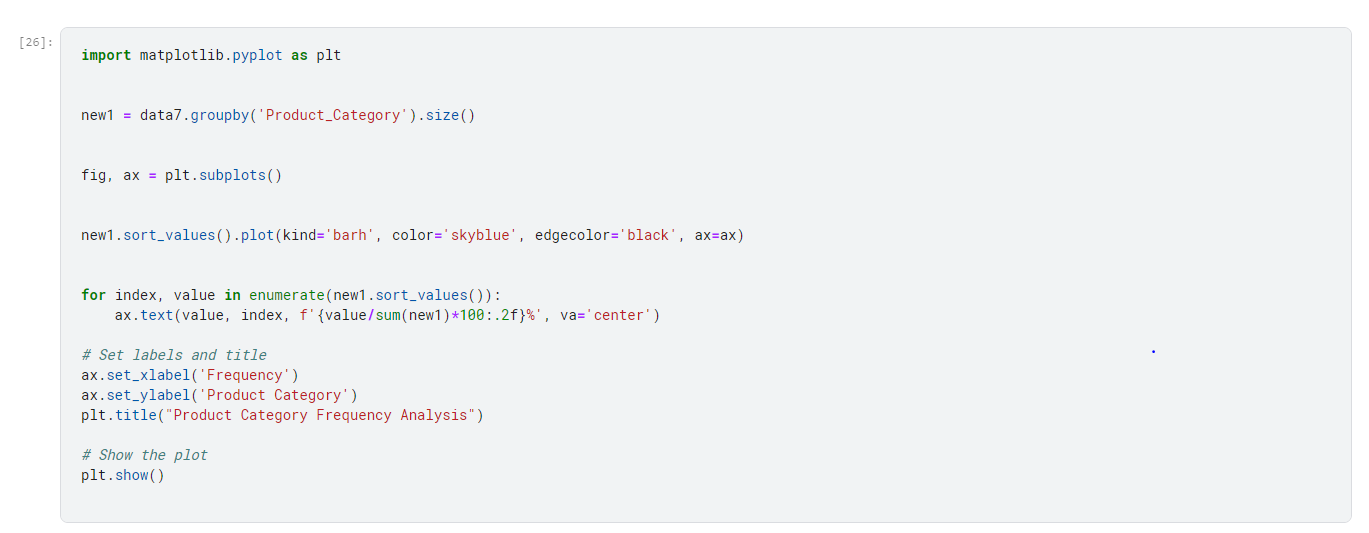 [26]:
import matplotlib.pyplot as plt
new1 = data7.groupby('Product_Category').size()
fig, ax = plt.subplots()
new1.sort_values().plot(kind='barh', color='skyblue', edgecolor='black', ax=ax)
for index, value in enumerate(new1.sort_values()):
    ax.text(value, index, f'{value/sum(new1)*100:.2f}%', va='center')
# Set labels and title
ax.set_xlabel('Frequency')
ax.set_ylabel('Product Category')
plt.title("Product Category Frequency Analysis")
# Show the plot
plt.show()